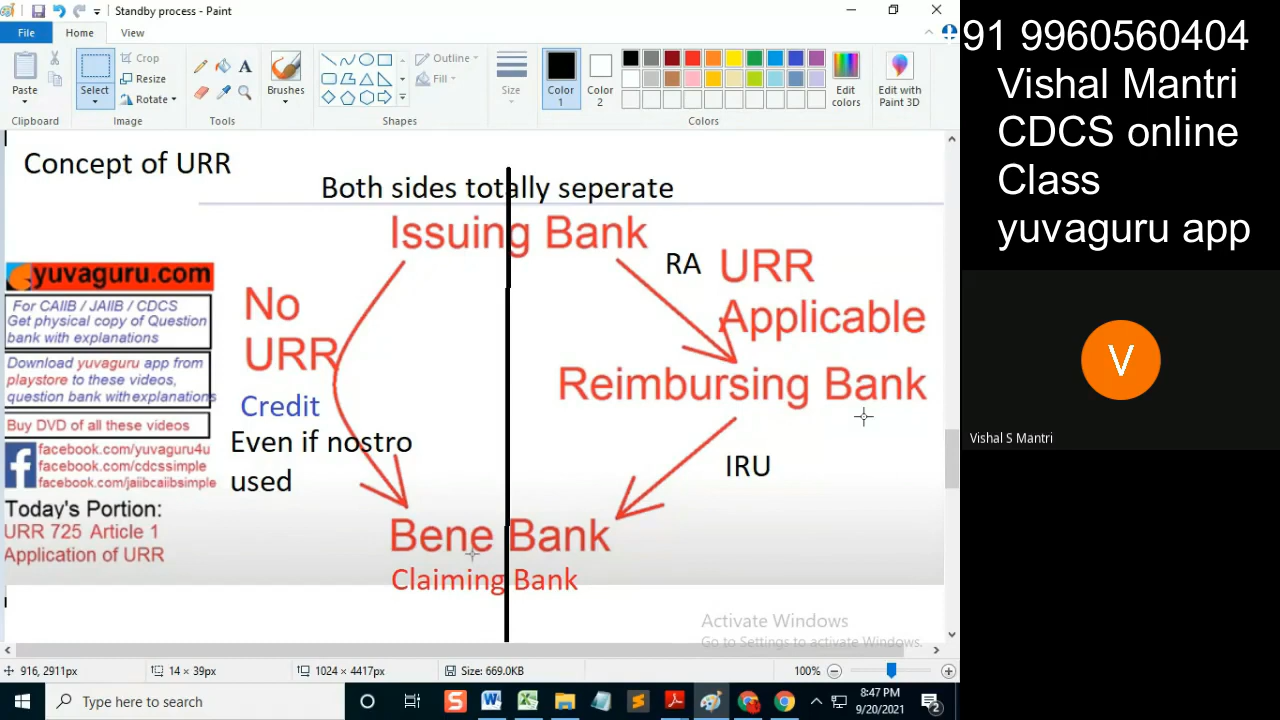 Standby process - Paint
File
Home
View
Paste
Crop
Resize
Select
Rotate
Brushes
Outline
Fill
Size
Color
1
Color
2
Edit
colors
Edit with
Paint 3D
Clipboard
Image
Tools
Shapes
Colors
Concept of URR
Both sides totally seperate
Issuing Bank
RA
URR
Applicable
yuvaguru.com
For CAIIB / JAIIB / CDCS
Get physical copy of Question
bank with explanations
Download yuvaguru app from
playstore to these videos,
question bank with explanations
Buy DVD of all these videos
facebook.com/yuvaguru4u
facebook.com/cdcssimple
facebook.com/jaiibcaiibsimple
Today's Portion:
URR 725 Article 1
Application of URR
No
URR
Credit
Even if nostro
used
Reimbursing Bank
IRU
Bene Bank
Claiming Bank
Activate Windows
Go to Settings to activate Windows.
916, 2911px
14 × 39px
1024 × 4417px
Size: 669.0KB
100%
Type here to search
8:47 PM
9/20/2021
2
91 9960560404
Vishal Mantri
CDCS online
Class
yuvaguru app
V
Vishal S Mantri